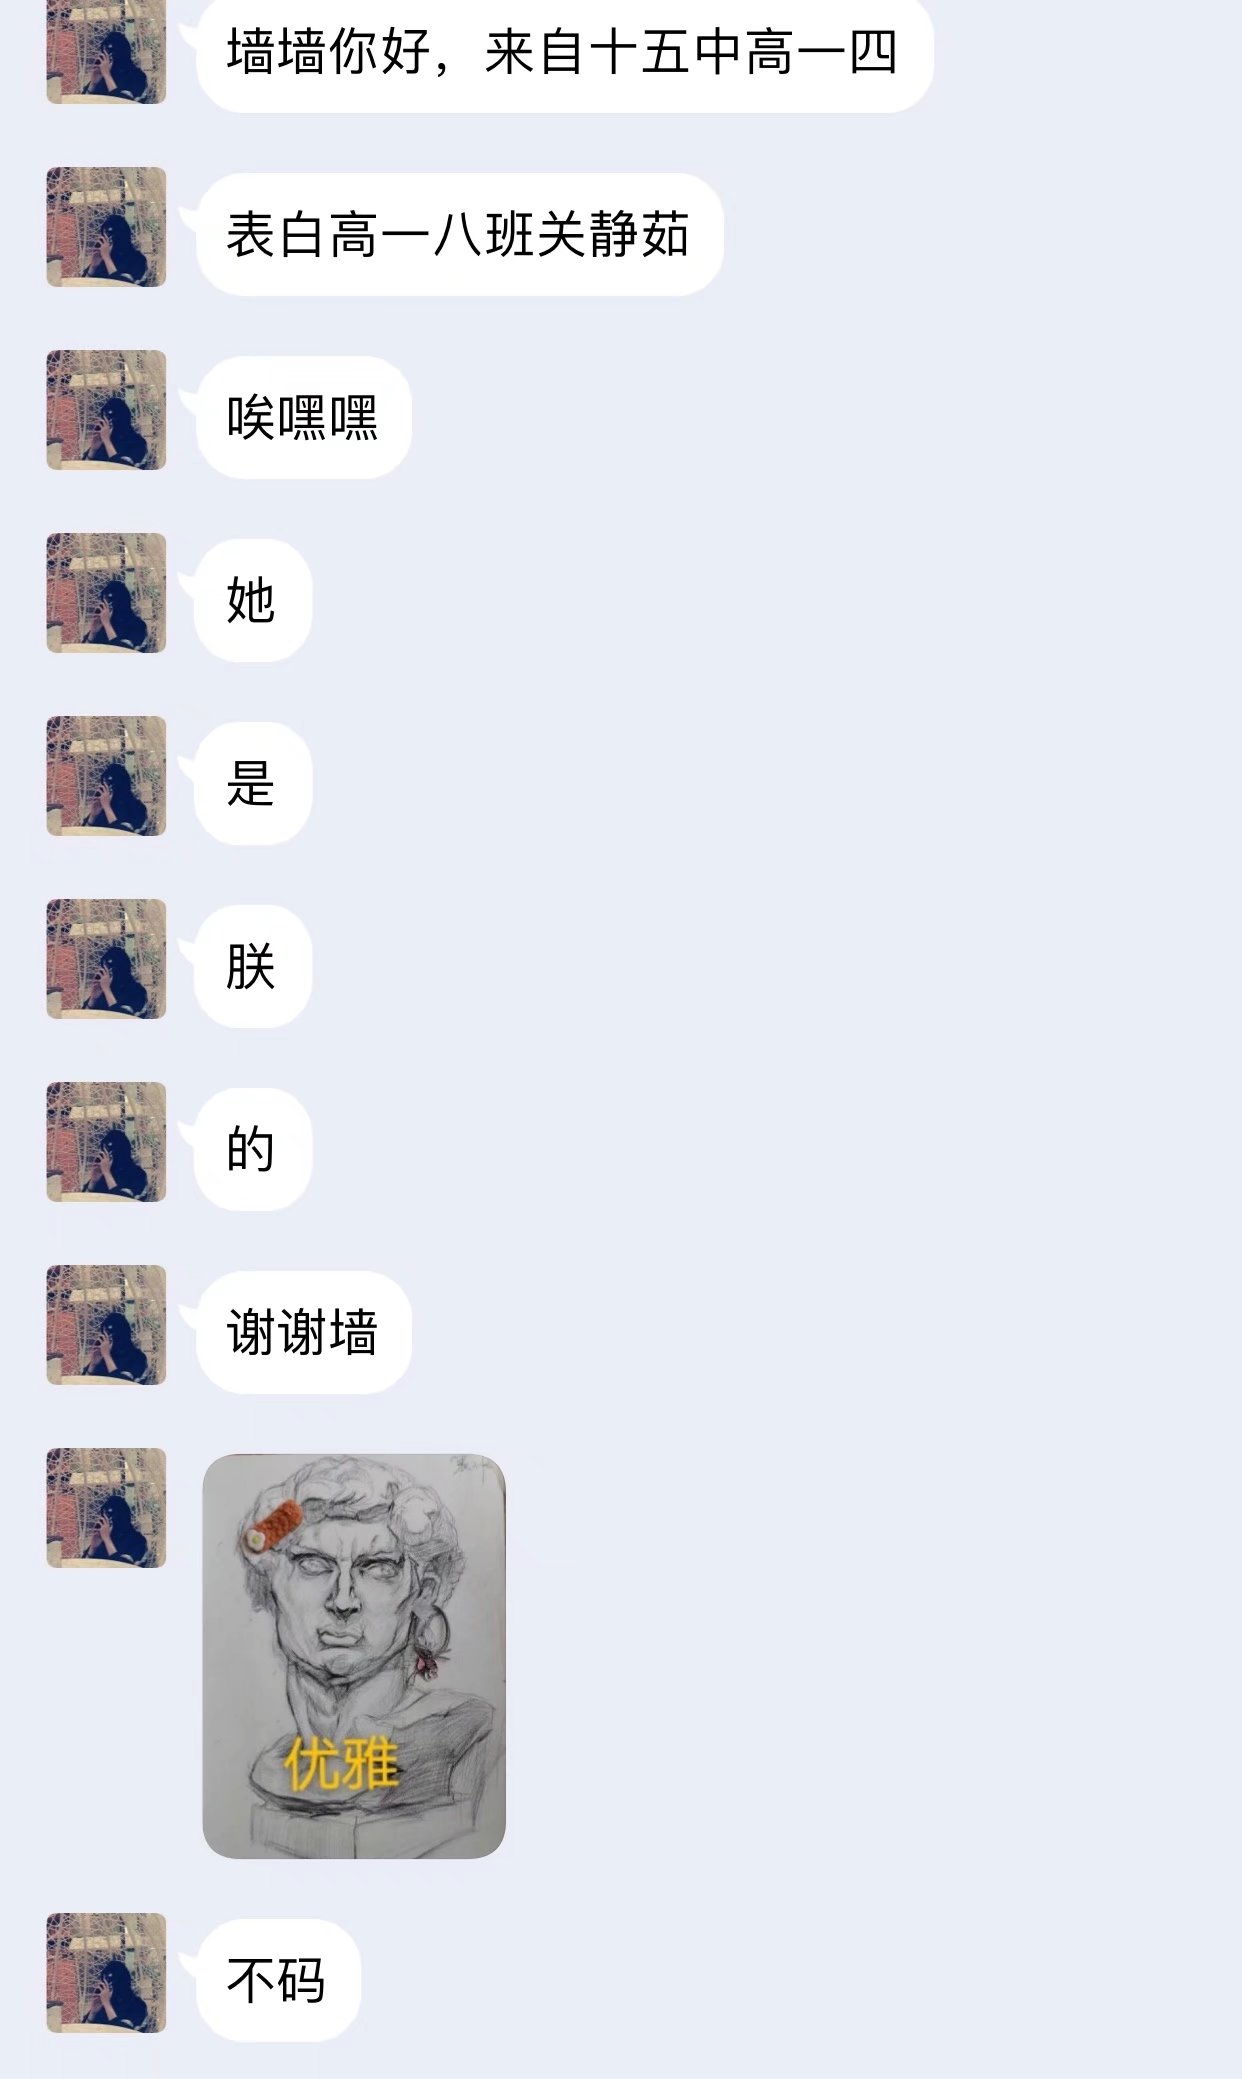 墙墙你好，来自十五中高一四
表白高一八班关静茹
唉嘿嘿
她
是
朕
的
谢谢墙
优雅
不码